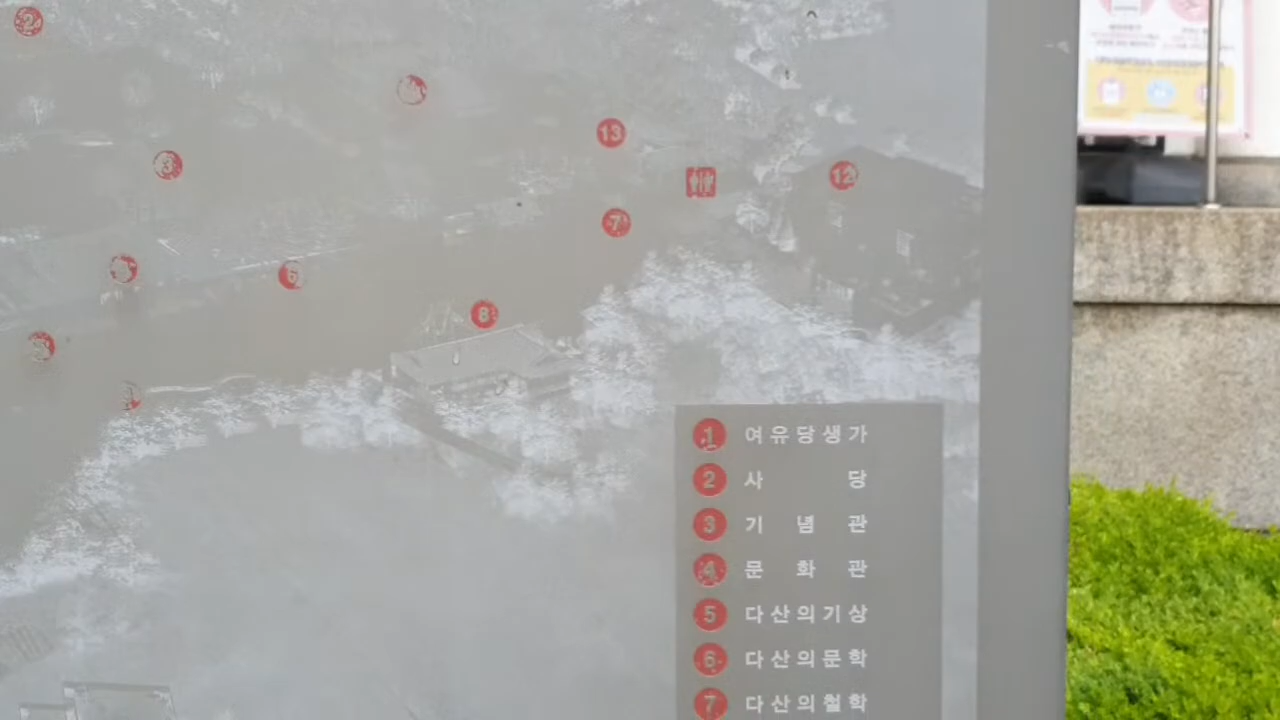 2
13
12
3
7
6
8
1 여유당생가
2 사 당
3 기 념 관
4 문 화 관
5 다산의기상
6 다산의문학
7 다산의철학